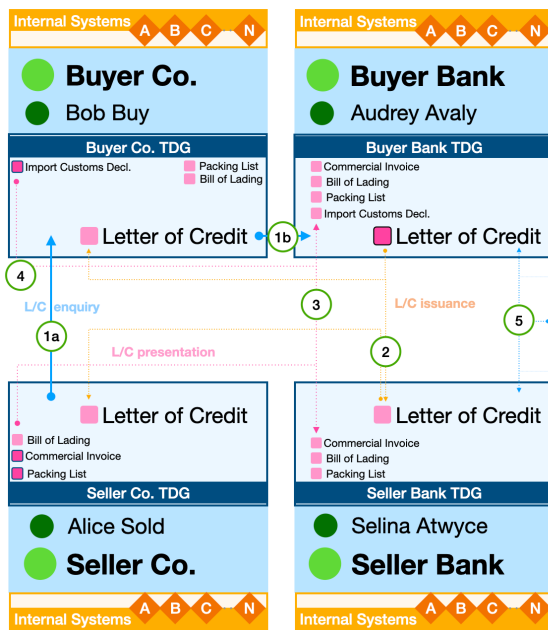 Internal Systems A B C ... N
Buyer Co.
Bob Buy
Buyer Co. TDG
Import Customs Decl.
Packing List
Bill of Lading
Letter of Credit
Internal Systems A B C ... N
Buyer Bank
Audrey Avaly
Buyer Bank TDG
Commercial Invoice
Bill of Lading
Packing List
Import Customs Decl.
Letter of Credit
1b
4
3
5
L/C enquiry
L/C issuance
1a
2
L/C presentation
Letter of Credit
Bill of Lading
Commercial Invoice
Packing List
Seller Co. TDG
Alice Sold
Seller Co.
Internal Systems A B C ... N
Letter of Credit
Commercial Invoice
Bill of Lading
Packing List
Seller Bank TDG
Selina Atwyce
Seller Bank
Internal Systems A B C ... N